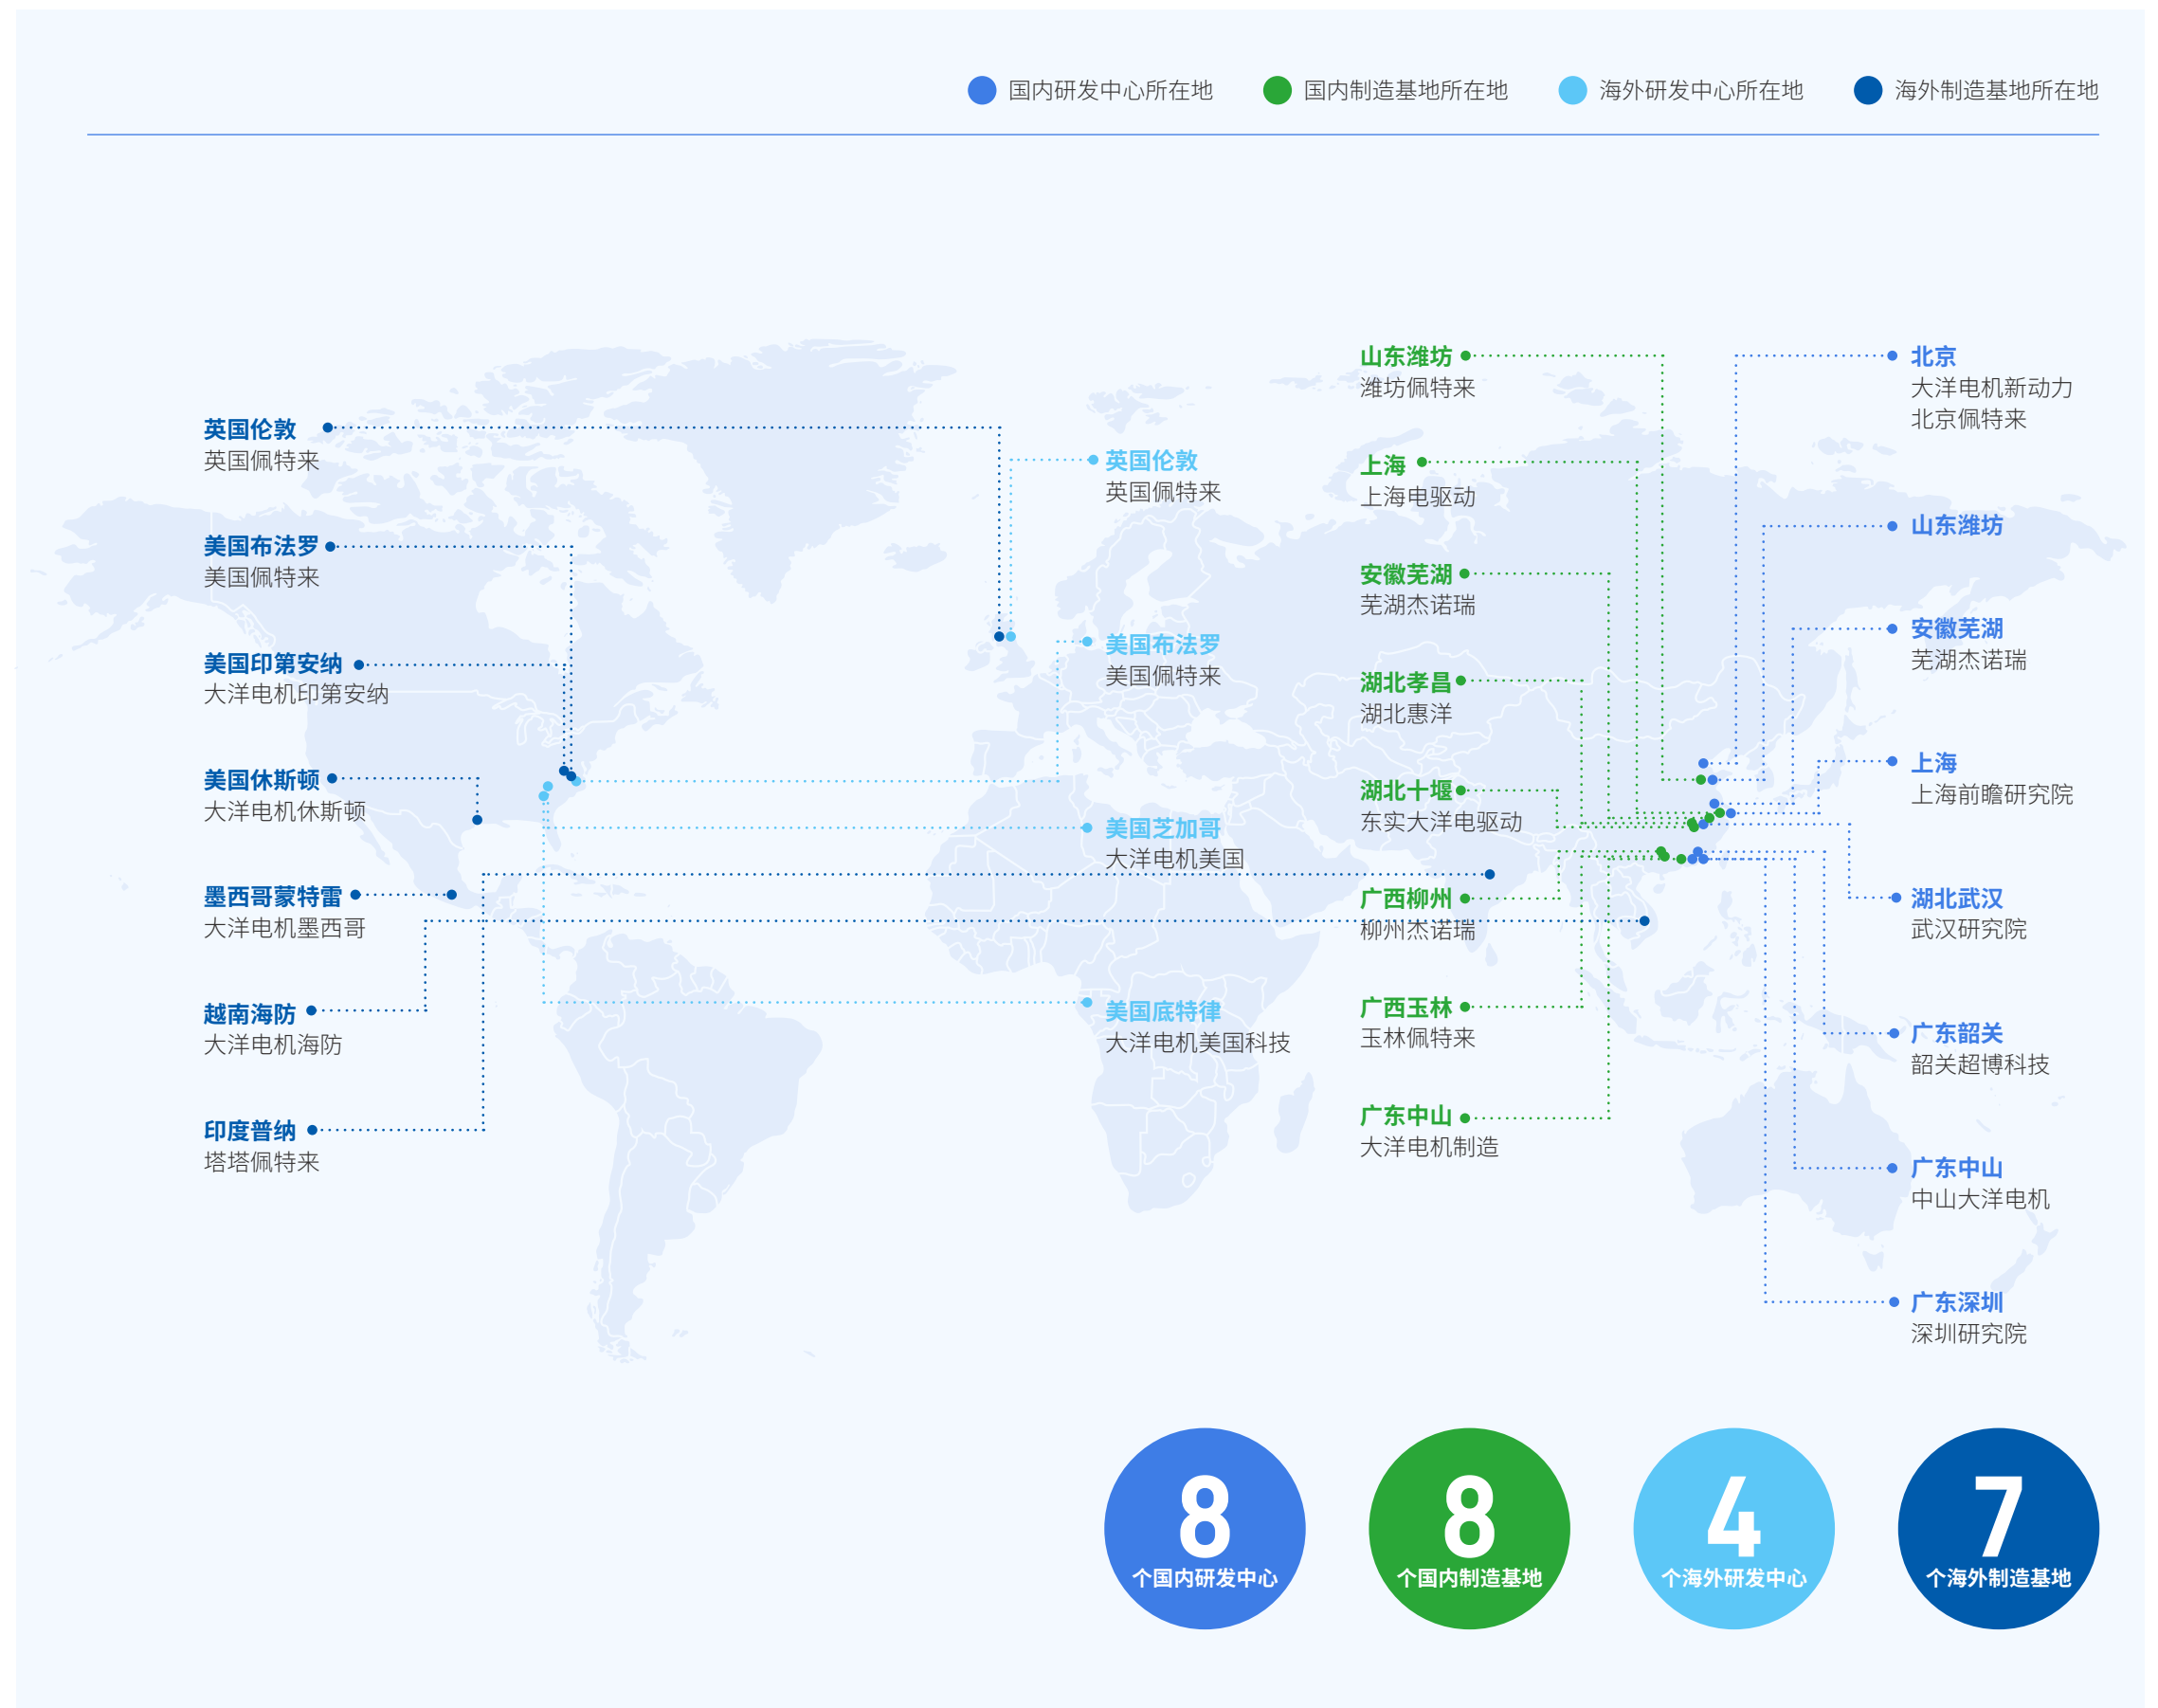 国内研发中心所在地
国内制造基地所在地
海外研发中心所在地
海外制造基地所在地
英国伦敦
英国佩特来
美国布法罗
美国佩特来
美国印第安纳
大洋电机印第安纳
美国休斯顿
大洋电机休斯顿
墨西哥蒙特雷
大洋电机墨西哥
越南海防
大洋电机海防
印度普纳
塔塔佩特来
英国伦敦
英国佩特来
美国布法罗
美国佩特来
美国芝加哥
大洋电机美国
美国底特律
大洋电机美国科技
山东潍坊
潍坊佩特来
上海
上海电驱动
安徽芜湖
芜湖杰诺瑞
湖北孝昌
湖北惠洋
湖北十堰
东实大洋电驱动
广西柳州
柳州杰诺瑞
广西玉林
玉林佩特来
广东中山
大洋电机制造
北京
大洋电机新动力
北京佩特来
山东潍坊
安徽芜湖
芜湖杰诺瑞
上海
上海前瞻研究院
湖北武汉
武汉研究院
广东韶关
韶关超博科技
广东中山
中山大洋电机
广东深圳
深圳研究院
8
个国内研发中心
8
个国内制造基地
4
个海外研发中心
7
个海外制造基地